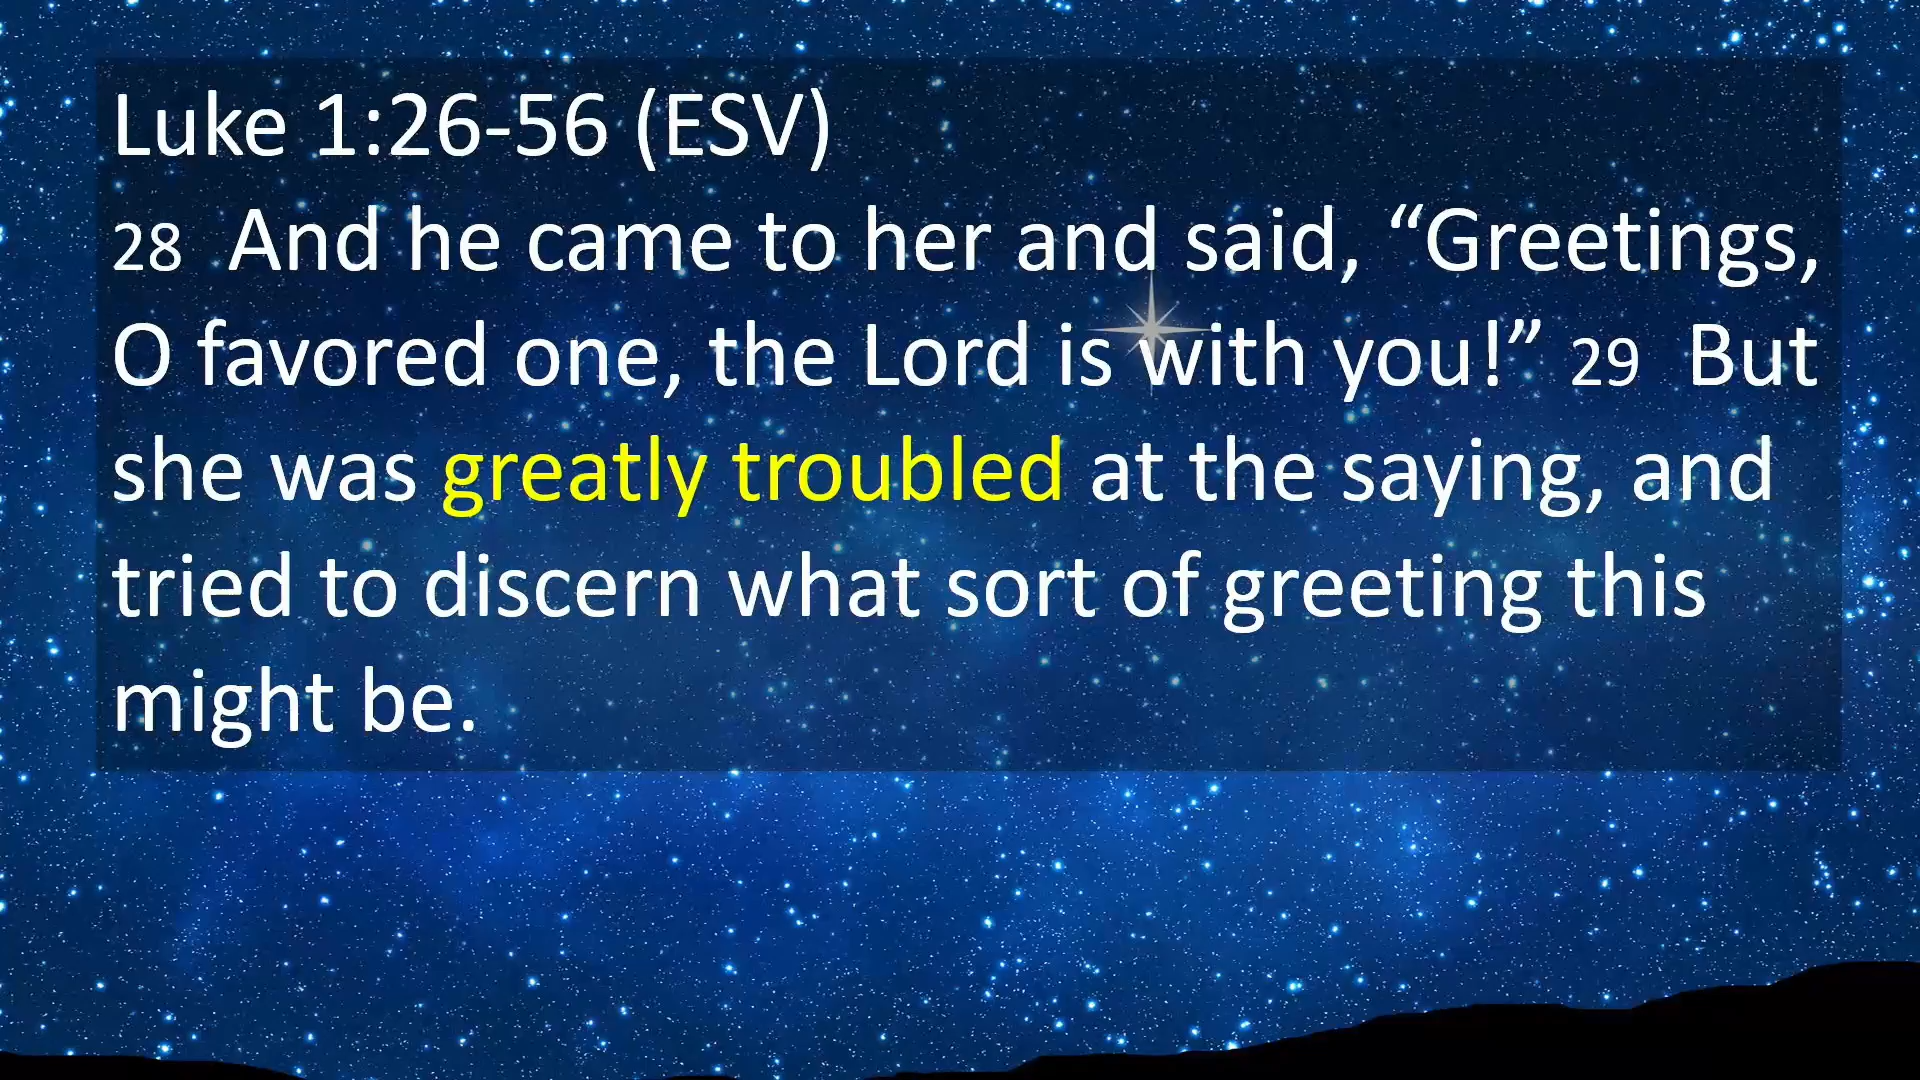 Luke 1:26-56 (ESV)
28 And he came to her and said, “Greetings,
O favored one, the Lord is with you!” 29 But
she was greatly troubled at the saying, and
tried to discern what sort of greeting this
might be.